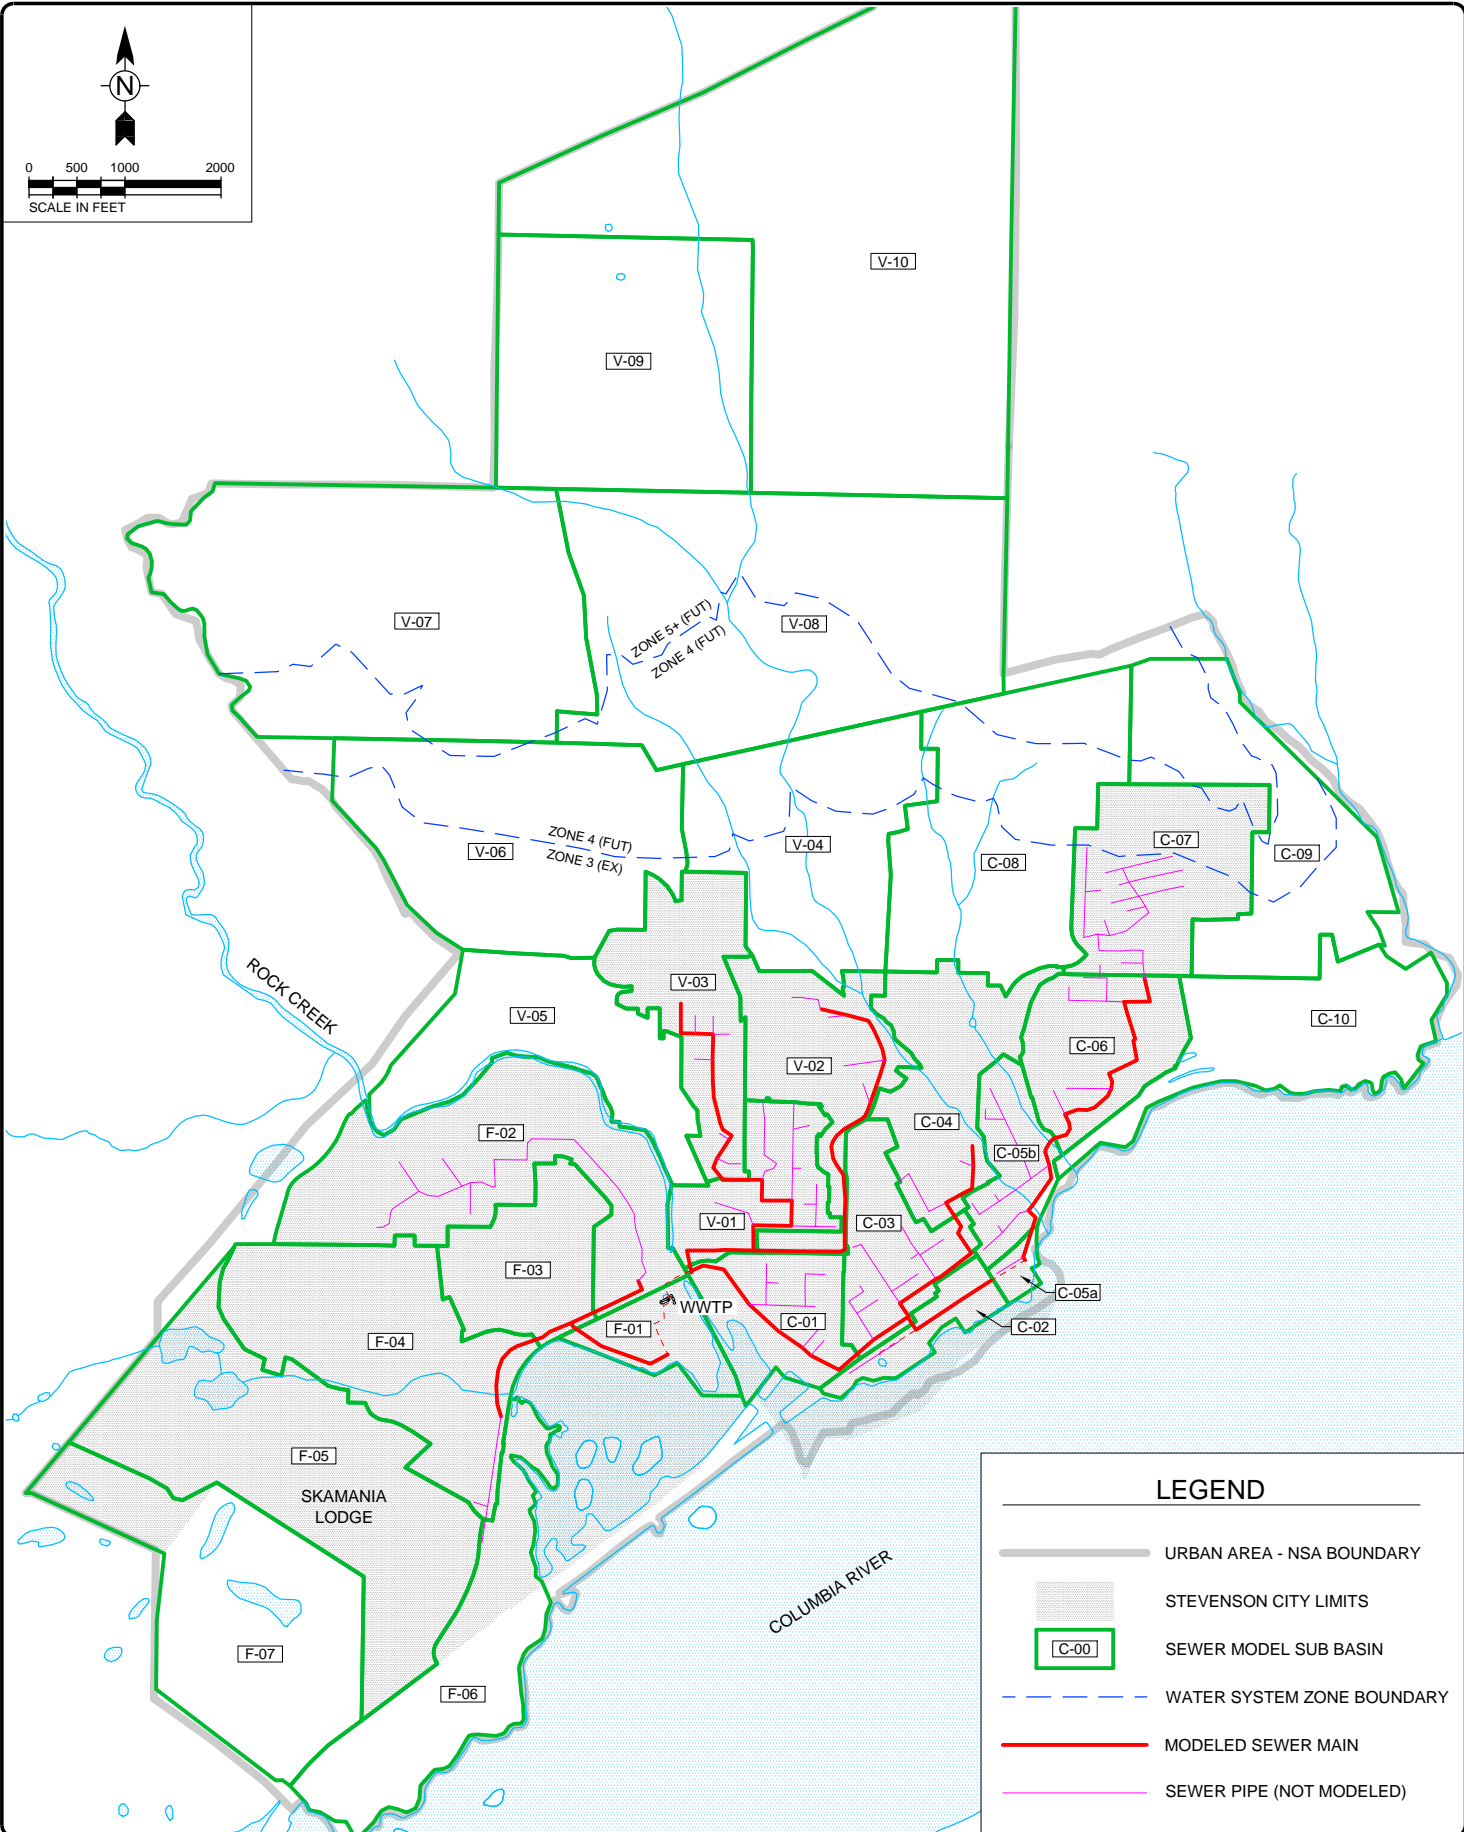 N
0 500 1000 2000
SCALE IN FEET
V-10
V-09
V-07
ZONE 5+ (FUT)
ZONE 4 (FUT)
V-08
ZONE 4 (FUT)
ZONE 3 (EX)
V-06
V-04
C-08
C-07
C-09
ROCK CREEK
V-03
V-05
V-02
C-06
C-10
F-02
C-04
C-05b
V-01
C-03
F-03
WWTP
F-01
C-01
C-05a
C-02
F-04
F-05
SKAMANIA
LODGE
F-07
F-06
COLUMBIA RIVER
LEGEND
URBAN AREA - NSA BOUNDARY
STEVENSON CITY LIMITS
C-00 SEWER MODEL SUB BASIN
WATER SYSTEM ZONE BOUNDARY
MODELED SEWER MAIN
SEWER PIPE (NOT MODELED)